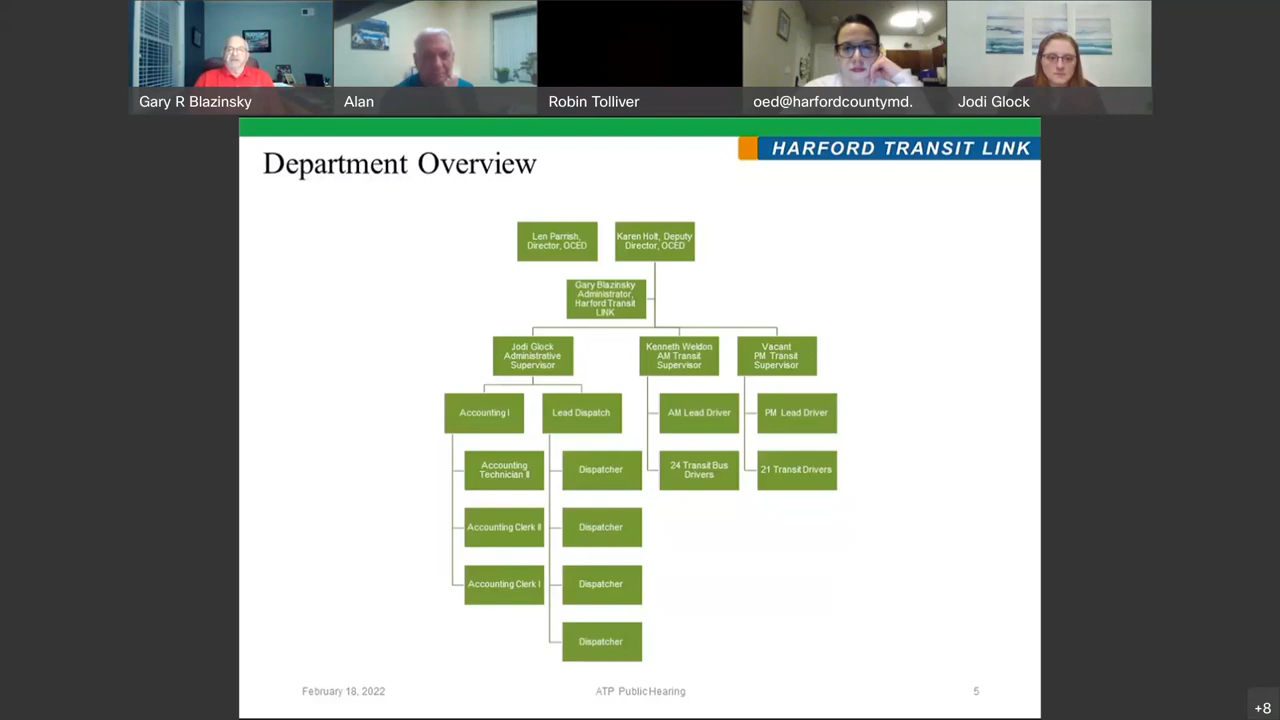 Gary R Blazinsky
Alan
Robin Tolliver
oed@harfordcountymd.
Jodi Glock
HARFORD TRANSIT LINK
Department Overview
Len Parrish,
Director, OCED
Karen Holt, Deputy
Director, OCED
Gary Blazinsky
Administrator,
Harford Transit
LINK
Jodi Glock
Administrative
Supervisor
Kenneth Weldon
AM Transit
Supervisor
Vacant
PM Transit
Supervisor
Accounting I
Lead Dispatch
AM Lead Driver
PM Lead Driver
Accounting
Technician II
Dispatcher
24 Transit Bus
Drivers
21 Transit Drivers
Accounting Clerk II
Dispatcher
Accounting Clerk I
Dispatcher
Dispatcher
February 18, 2022
ATP Public Hearing
5
+8